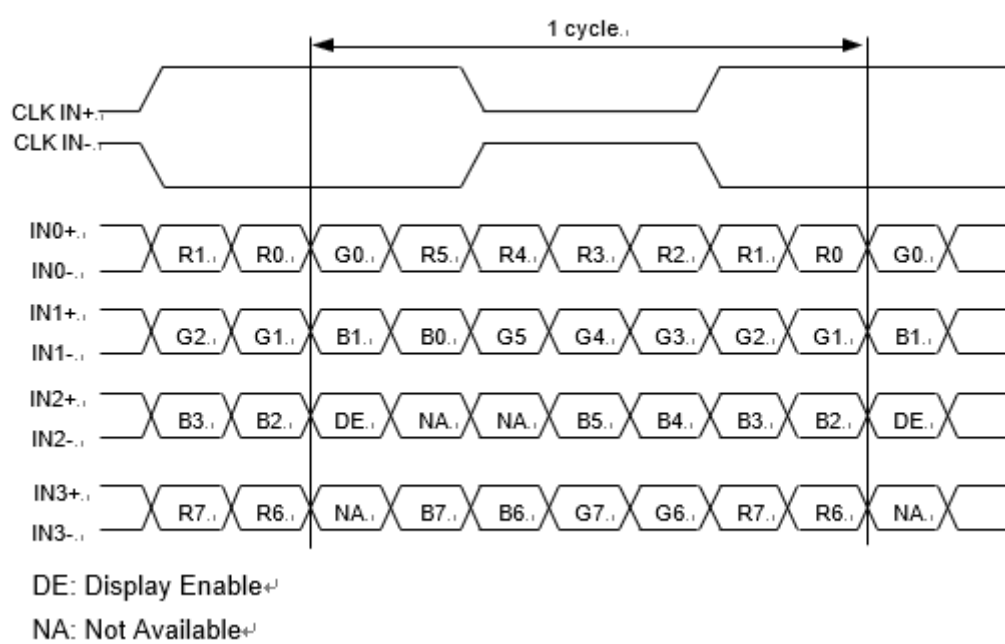 1 cycle
CLK IN+
CLK IN-
IN0+
R1 R0 G0 R5 R4 R3 R2 R1 R0 G0
IN0-
IN1+
G2 G1 B1 B0 G5 G4 G3 G2 G1 B1
IN1-
IN2+
B3 B2 DE NA NA B5 B4 B3 B2 DE
IN2-
IN3+
R7 R6 NA B7 B6 G7 G6 R7 R6 NA
IN3-
DE: Display Enable↵
NA: Not Available↵